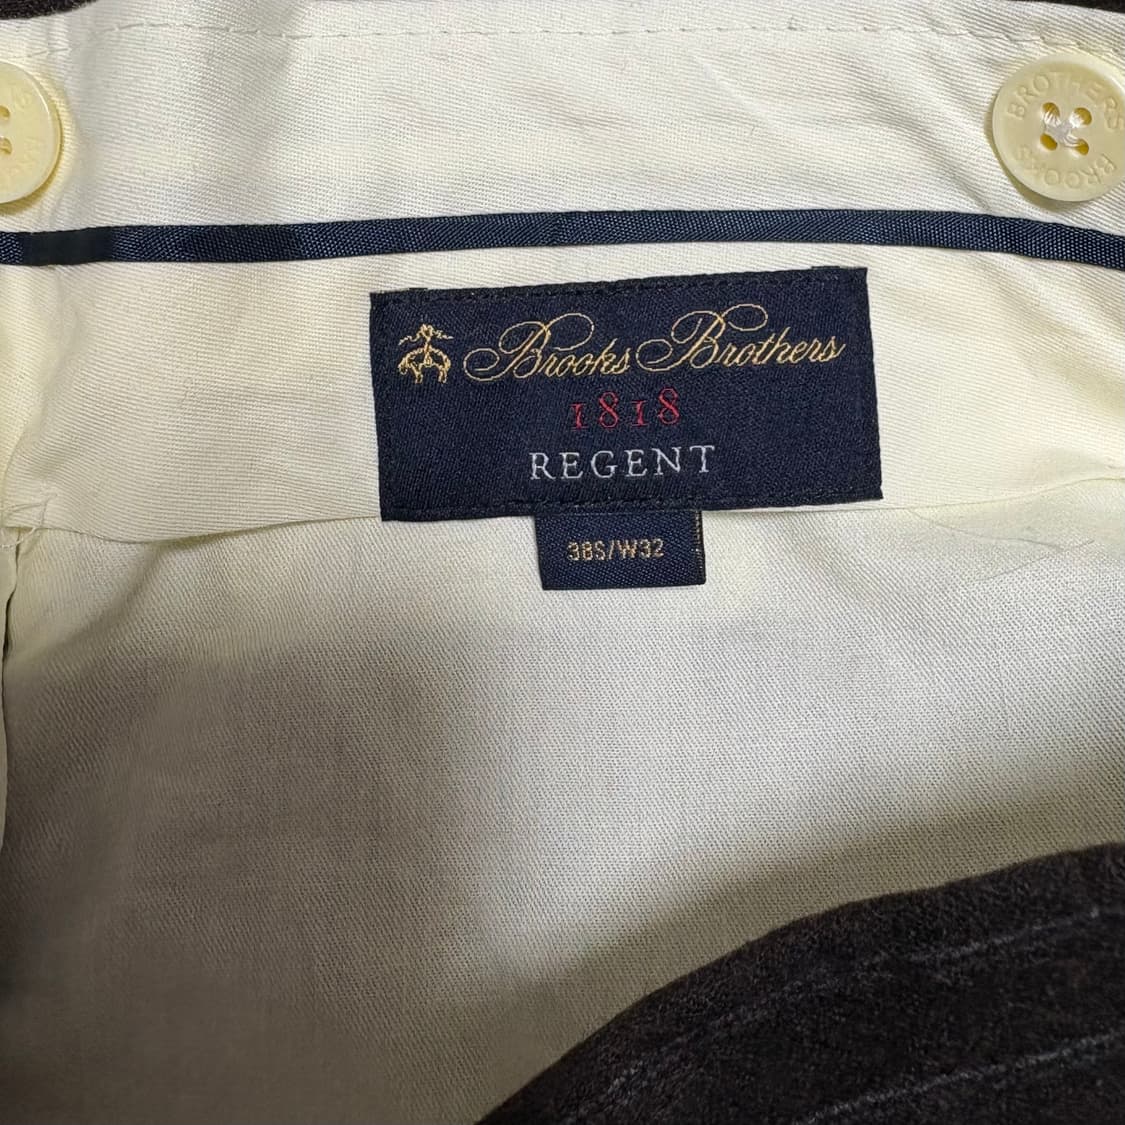 BROTHERS
BROOKS
Brooks Brothers
1818
REGENT
38S/W32